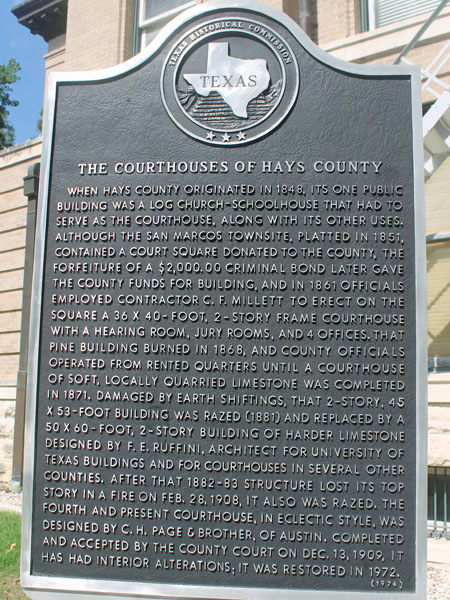 TEXAS HISTORICAL COMMISSION
TEXAS
THE COURTHOUSES OF HAYS COUNTY
WHEN HAYS COUNTY ORIGINATED IN 1848, ITS ONE PUBLIC
BUILDING WAS A LOG CHURCH-SCHOOLHOUSE THAT HAD TO
SERVE AS THE COURTHOUSE, ALONG WITH ITS OTHER USES.
ALTHOUGH THE SAN MARCOS TOWNSITE, PLATTED IN 1851,
CONTAINED A COURT SQUARE DONATED TO THE COUNTY, THE
FORFEITURE OF A $2,000.00 CRIMINAL BOND LATER GAVE
THE COUNTY FUNDS FOR BUILDING, AND IN 1861 OFFICIALS
EMPLOYED CONTRACTOR C. F. MILLETT TO ERECT ON THE
SQUARE A 36 X 40-FOOT, 2-STORY FRAME COURTHOUSE
WITH A HEARING ROOM, JURY ROOMS, AND 4 OFFICES. THAT
PINE BUILDING BURNED IN 1868, AND COUNTY OFFICIALS
OPERATED FROM RENTED QUARTERS UNTIL A COURTHOUSE
OF SOFT, LOCALLY QUARRIED LIMESTONE WAS COMPLETED
IN 1871. DAMAGED BY EARTH SHIFTINGS, THAT 2-STORY, 45
X 53-FOOT BUILDING WAS RAZED (1881) AND REPLACED BY A
50 X 60-FOOT, 2-STORY BUILDING OF HARDER LIMESTONE
DESIGNED BY F. E. RUFFINI, ARCHITECT FOR UNIVERSITY OF
TEXAS BUILDINGS AND FOR COURTHOUSES IN SEVERAL OTHER
COUNTIES. AFTER THAT 1882-83 STRUCTURE LOST ITS TOP
STORY IN A FIRE ON FEB. 28, 1908, IT ALSO WAS RAZED. THE
FOURTH AND PRESENT COURTHOUSE, IN ECLECTIC STYLE, WAS
DESIGNED BY C. H. PAGE & BROTHER, OF AUSTIN. COMPLETED
AND ACCEPTED BY THE COUNTY COURT ON DEC. 13, 1909, IT
HAS HAD INTERIOR ALTERATIONS; IT WAS RESTORED IN 1972.
(1974)